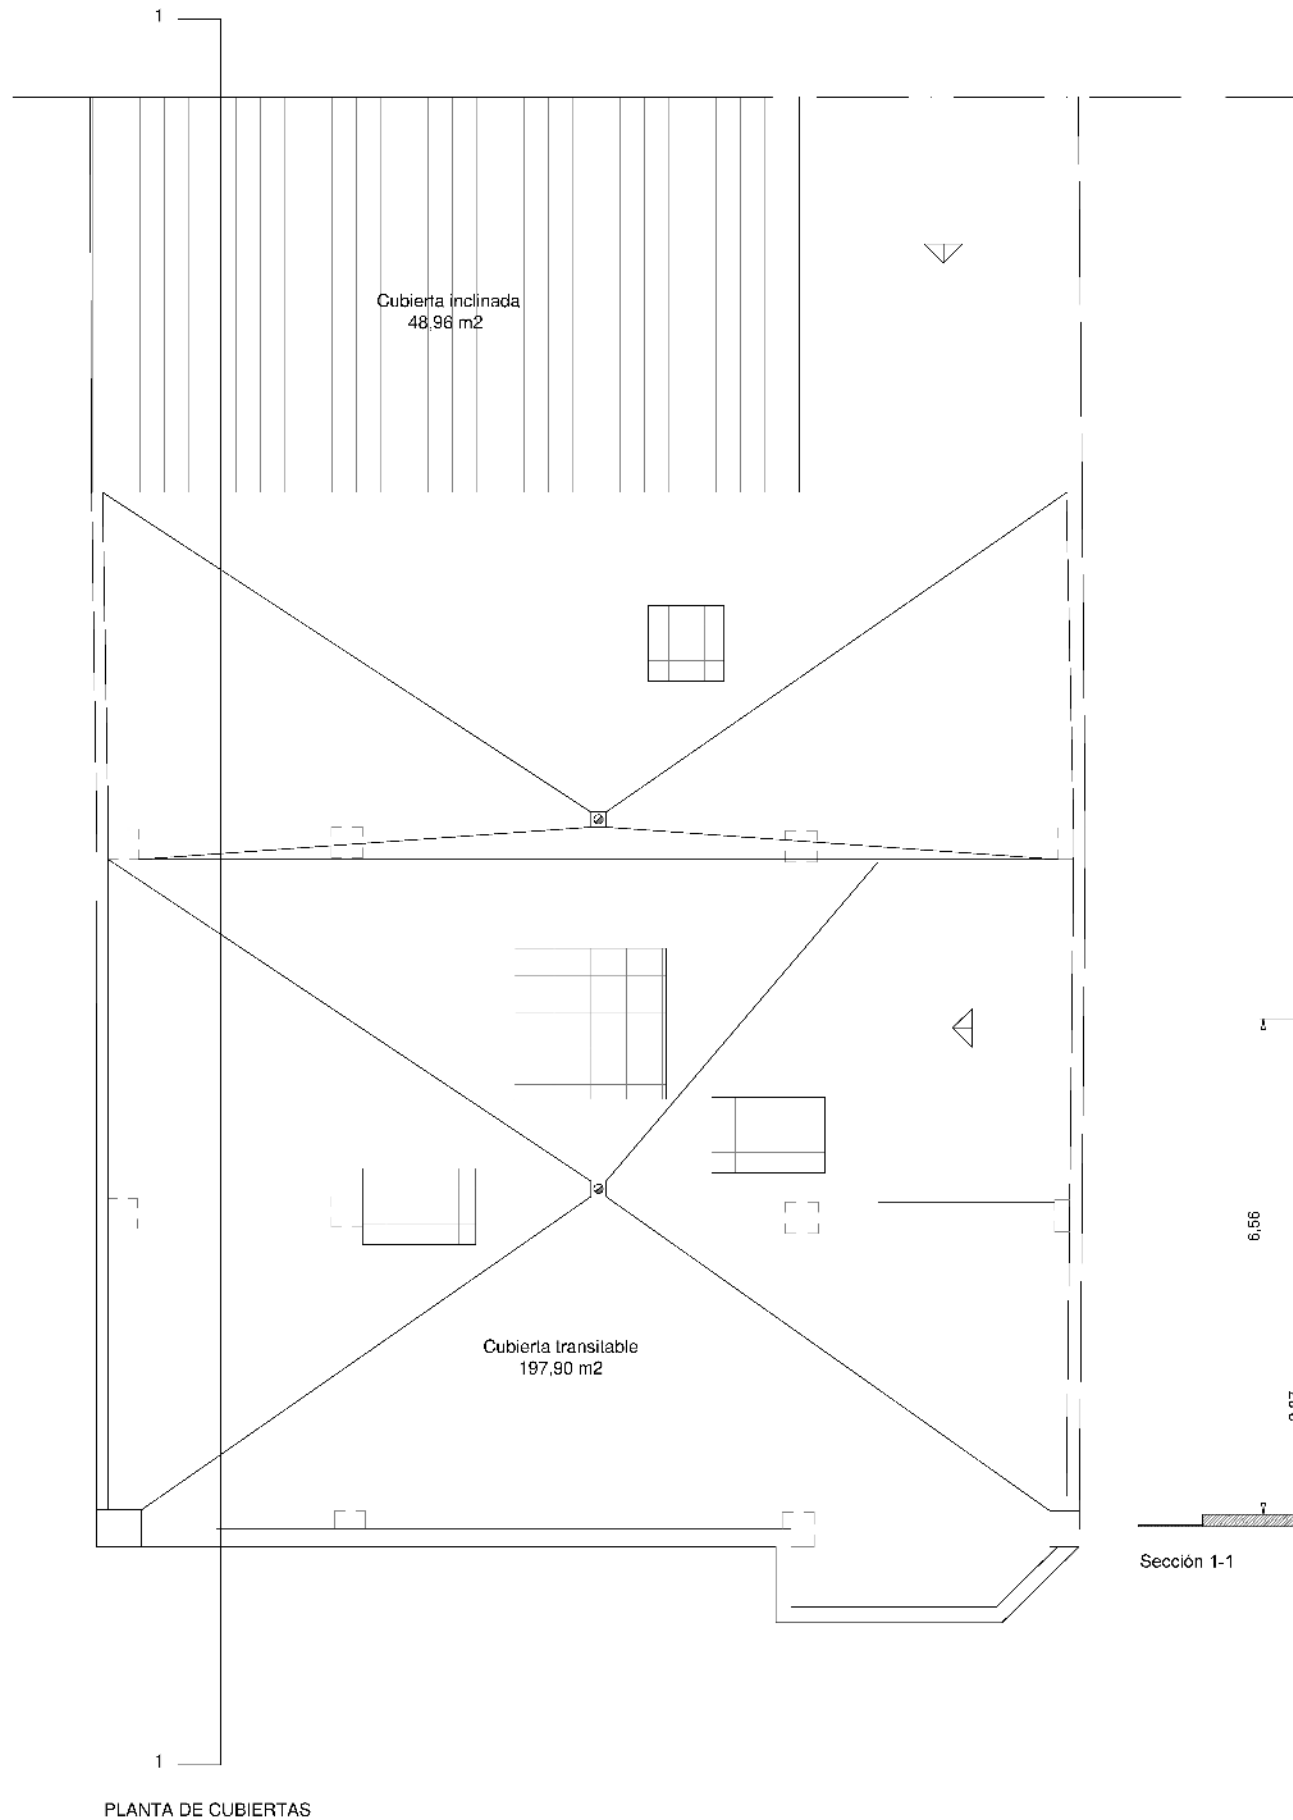 1
Cubierta inclinada
48,96 m2
6,56
Cubierta transitable
197,90 m2
Sección 1-1
1
PLANTA DE CUBIERTAS